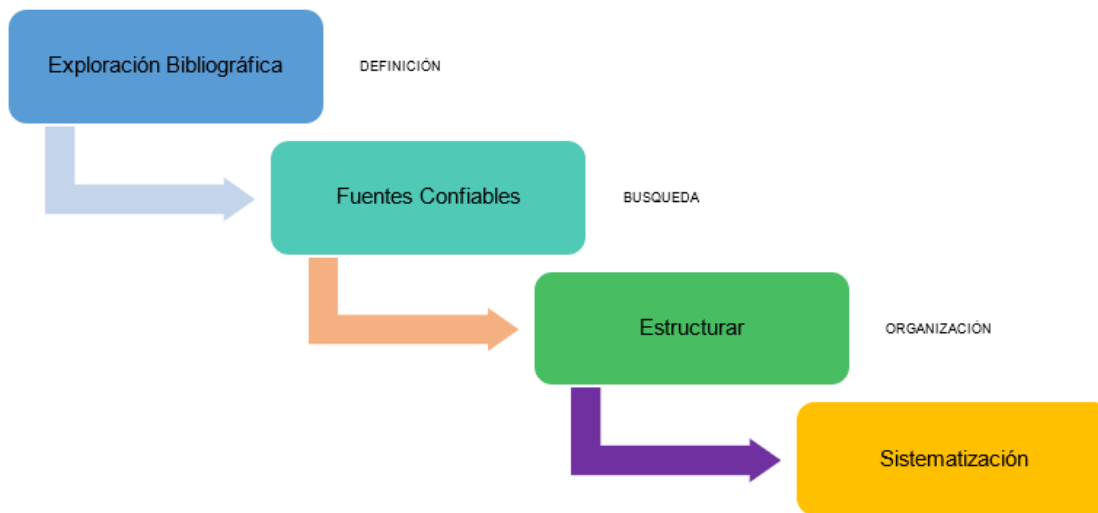 Exploración Bibliográfica
DEFINICIÓN
Fuentes Confiables
BUSQUEDA
Estructurar
ORGANIZACIÓN
Sistematización